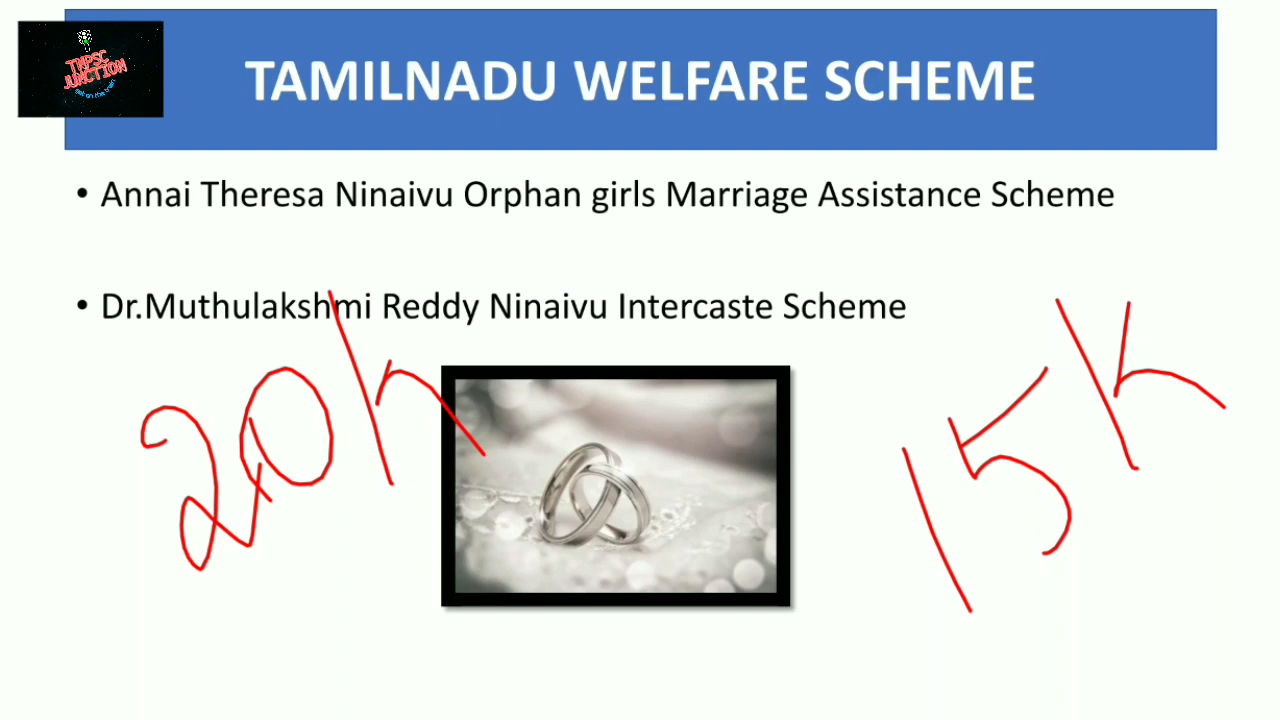 TNPSC
JUNCTION
TAMILNADU WELFARE SCHEME
• Annai Theresa Ninaivu Orphan girls Marriage Assistance Scheme
• Dr.Muthulakshmi Reddy Ninaivu Intercaste Scheme
20K
15K